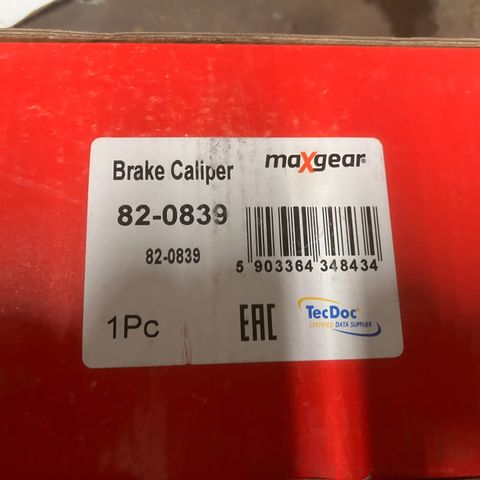 Brake Caliper
maXgear®
82-0839
82-0839
5 903364 348434
1Pc
EAC
TecDoc®
CERTIFIED DATA SUPPLIER